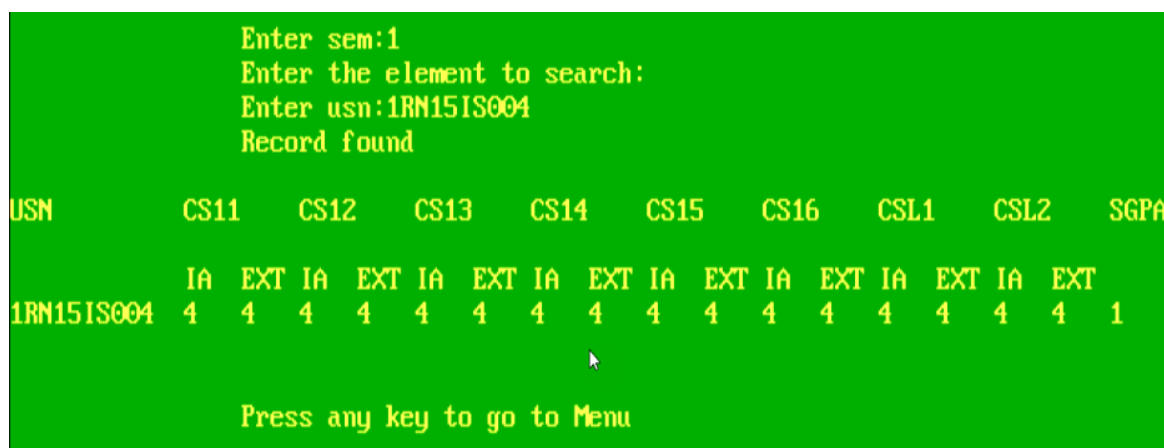 Enter sem:1
Enter the element to search:
Enter usn:1RN15IS004
Record found
USN CS11 CS12 CS13 CS14 CS15 CS16 CSL1 CSL2 SGPA
IA EXT IA EXT IA EXT IA EXT IA EXT IA EXT IA EXT IA EXT
1RN15IS004 4 4 4 4 4 4 4 4 4 4 4 4 4 4 4 4 1
Press any key to go to Menu